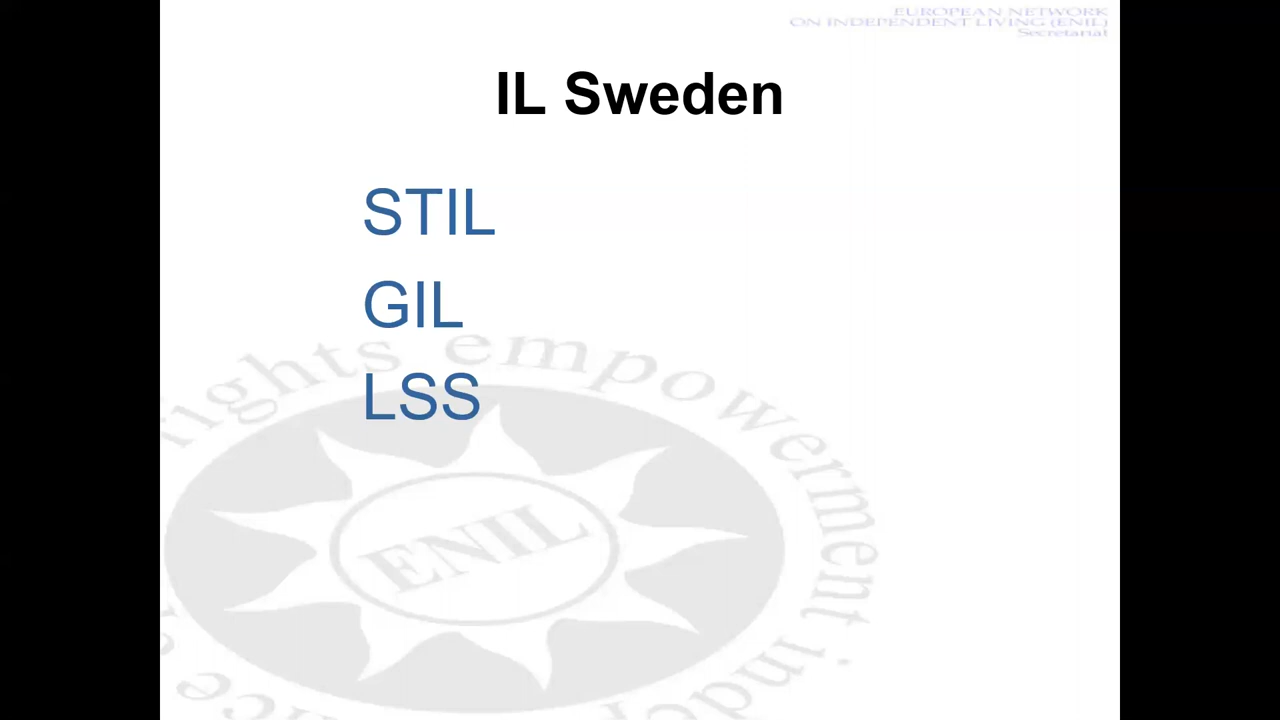 EUROPEAN NETWORK
ON INDEPENDENT LIVING (ENIL)
Secretariat
IL Sweden
STIL
GIL
LSS
rights empowerment
ENIL